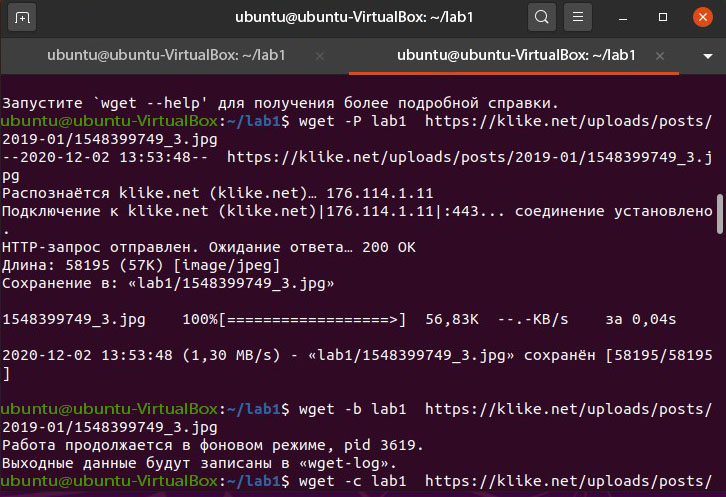 ubuntu@ubuntu-VirtualBox: ~/lab1
ubuntu@ubuntu-VirtualBox: ~/lab1
ubuntu@ubuntu-VirtualBox: ~/lab1
Запустите `wget --help' для получения более подробной справки.
ubuntu@ubuntu-VirtualBox:~/lab1$ wget -P lab1  https://klike.net/uploads/posts/
2019-01/1548399749_3.jpg
--2020-12-02 13:53:48--  https://klike.net/uploads/posts/2019-01/1548399749_3.j
pg
Распознаётся klike.net (klike.net)… 176.114.1.11
Подключение к klike.net (klike.net)|176.114.1.11|:443... соединение установлено
.
HTTP-запрос отправлен. Ожидание ответа… 200 OK
Длина: 58195 (57K) [image/jpeg]
Сохранение в: «lab1/1548399749_3.jpg»
1548399749_3.jpg    100%[==================>]  56,83K  --.-KB/s    за 0,04s
2020-12-02 13:53:48 (1,30 MB/s) - «lab1/1548399749_3.jpg» сохранён [58195/58195
]
ubuntu@ubuntu-VirtualBox:~/lab1$ wget -b lab1  https://klike.net/uploads/posts/
2019-01/1548399749_3.jpg
Работа продолжается в фоновом режиме, pid 3619.
Выходные данные будут записаны в «wget-log».
ubuntu@ubuntu-VirtualBox:~/lab1$ wget -c lab1  https://klike.net/uploads/posts/